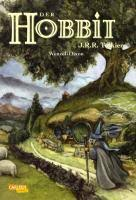 DER
HOBBIT
J.R.R. Tolkien
Wenzel/Dixon
CARLSEN